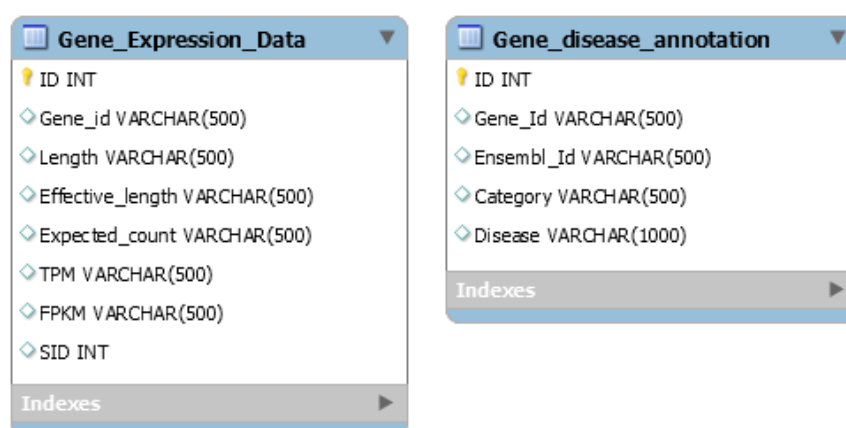 Gene_Expression_Data
ID INT
Gene_id VARCHAR(500)
Length VARCHAR(500)
Effective_length VARCHAR(500)
Expected_count VARCHAR(500)
TPM VARCHAR(500)
FPKM VARCHAR(500)
SID INT
Indexes
Gene_disease_annotation
ID INT
Gene_Id VARCHAR(500)
Ensembl_Id VARCHAR(500)
Category VARCHAR(500)
Disease VARCHAR(1000)
Indexes